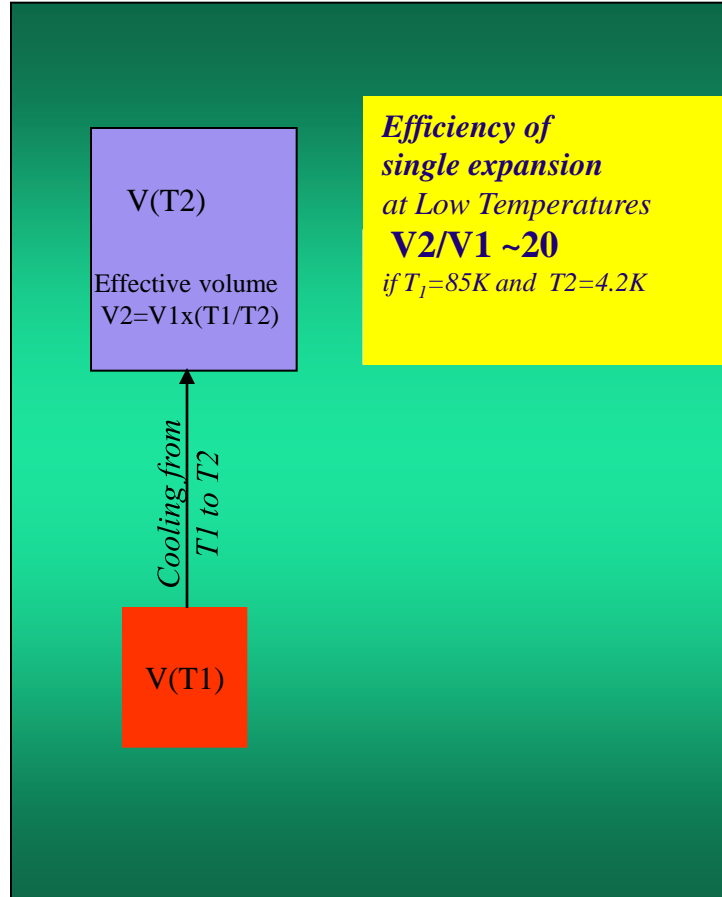 Efficiency of
single expansion
at Low Temperatures
V2/V1 ~20
if T₁=85K and T2=4.2K
V(T2)
Effective volume
V2=V1x(T1/T2)
Cooling from
T1 to T2
V(T1)